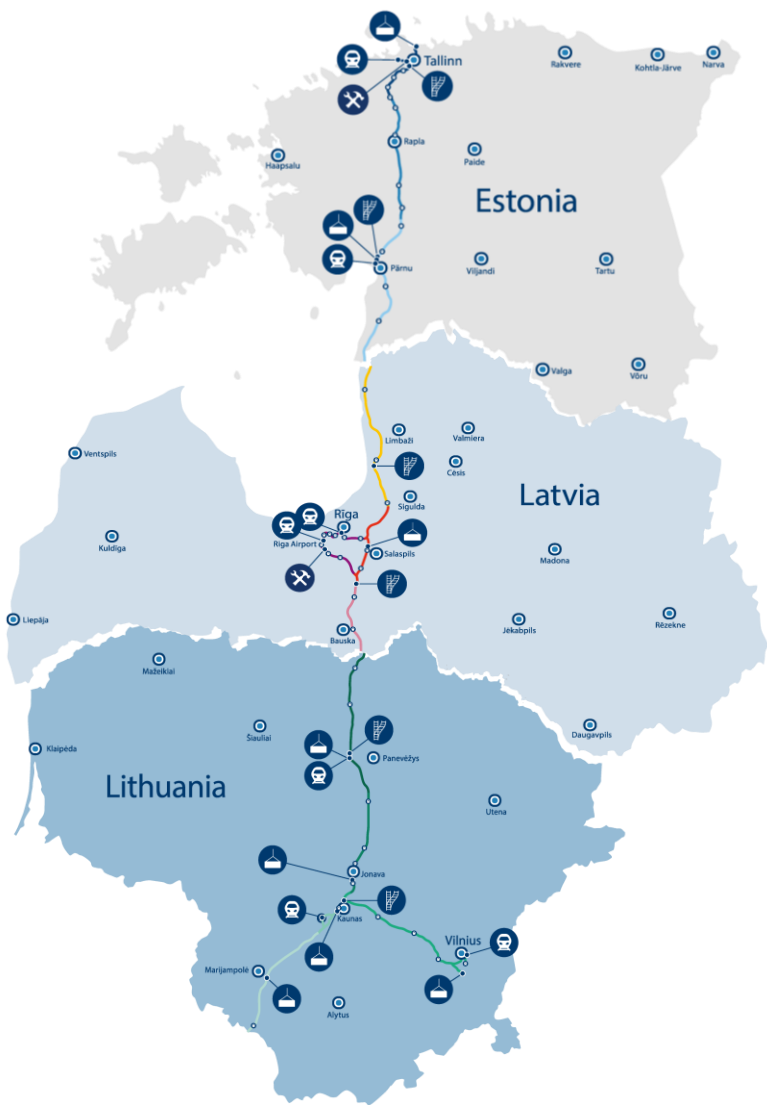 Tallinn
Rakvere
Kohtla-Järve
Narva
Rapla
Haapsalu
Paide
Estonia
Pärnu
Viljandi
Tartu
Valga
Võru
Limbaži
Valmiera
Ventspils
Cēsis
Sigulda
Latvia
Rīga
Kuldīga
Riga Airport
Salaspils
Madona
Liepāja
Bauska
Jēkabpils
Rēzekne
Mažeikiai
Šiauliai
Daugavpils
Klaipėda
Panevėžys
Lithuania
Utena
Jonava
Kaunas
Vilnius
Marijampolė
Alytus